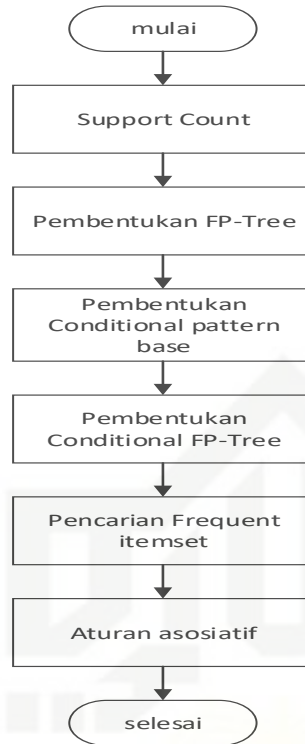 mulai
Support Count
Pembentukan FP-Tree
Pembentukan
Conditional pattern
base
Pembentukan
Conditional FP-Tree
Pencarian Frequent
itemset
Aturan asosiatif
selesai